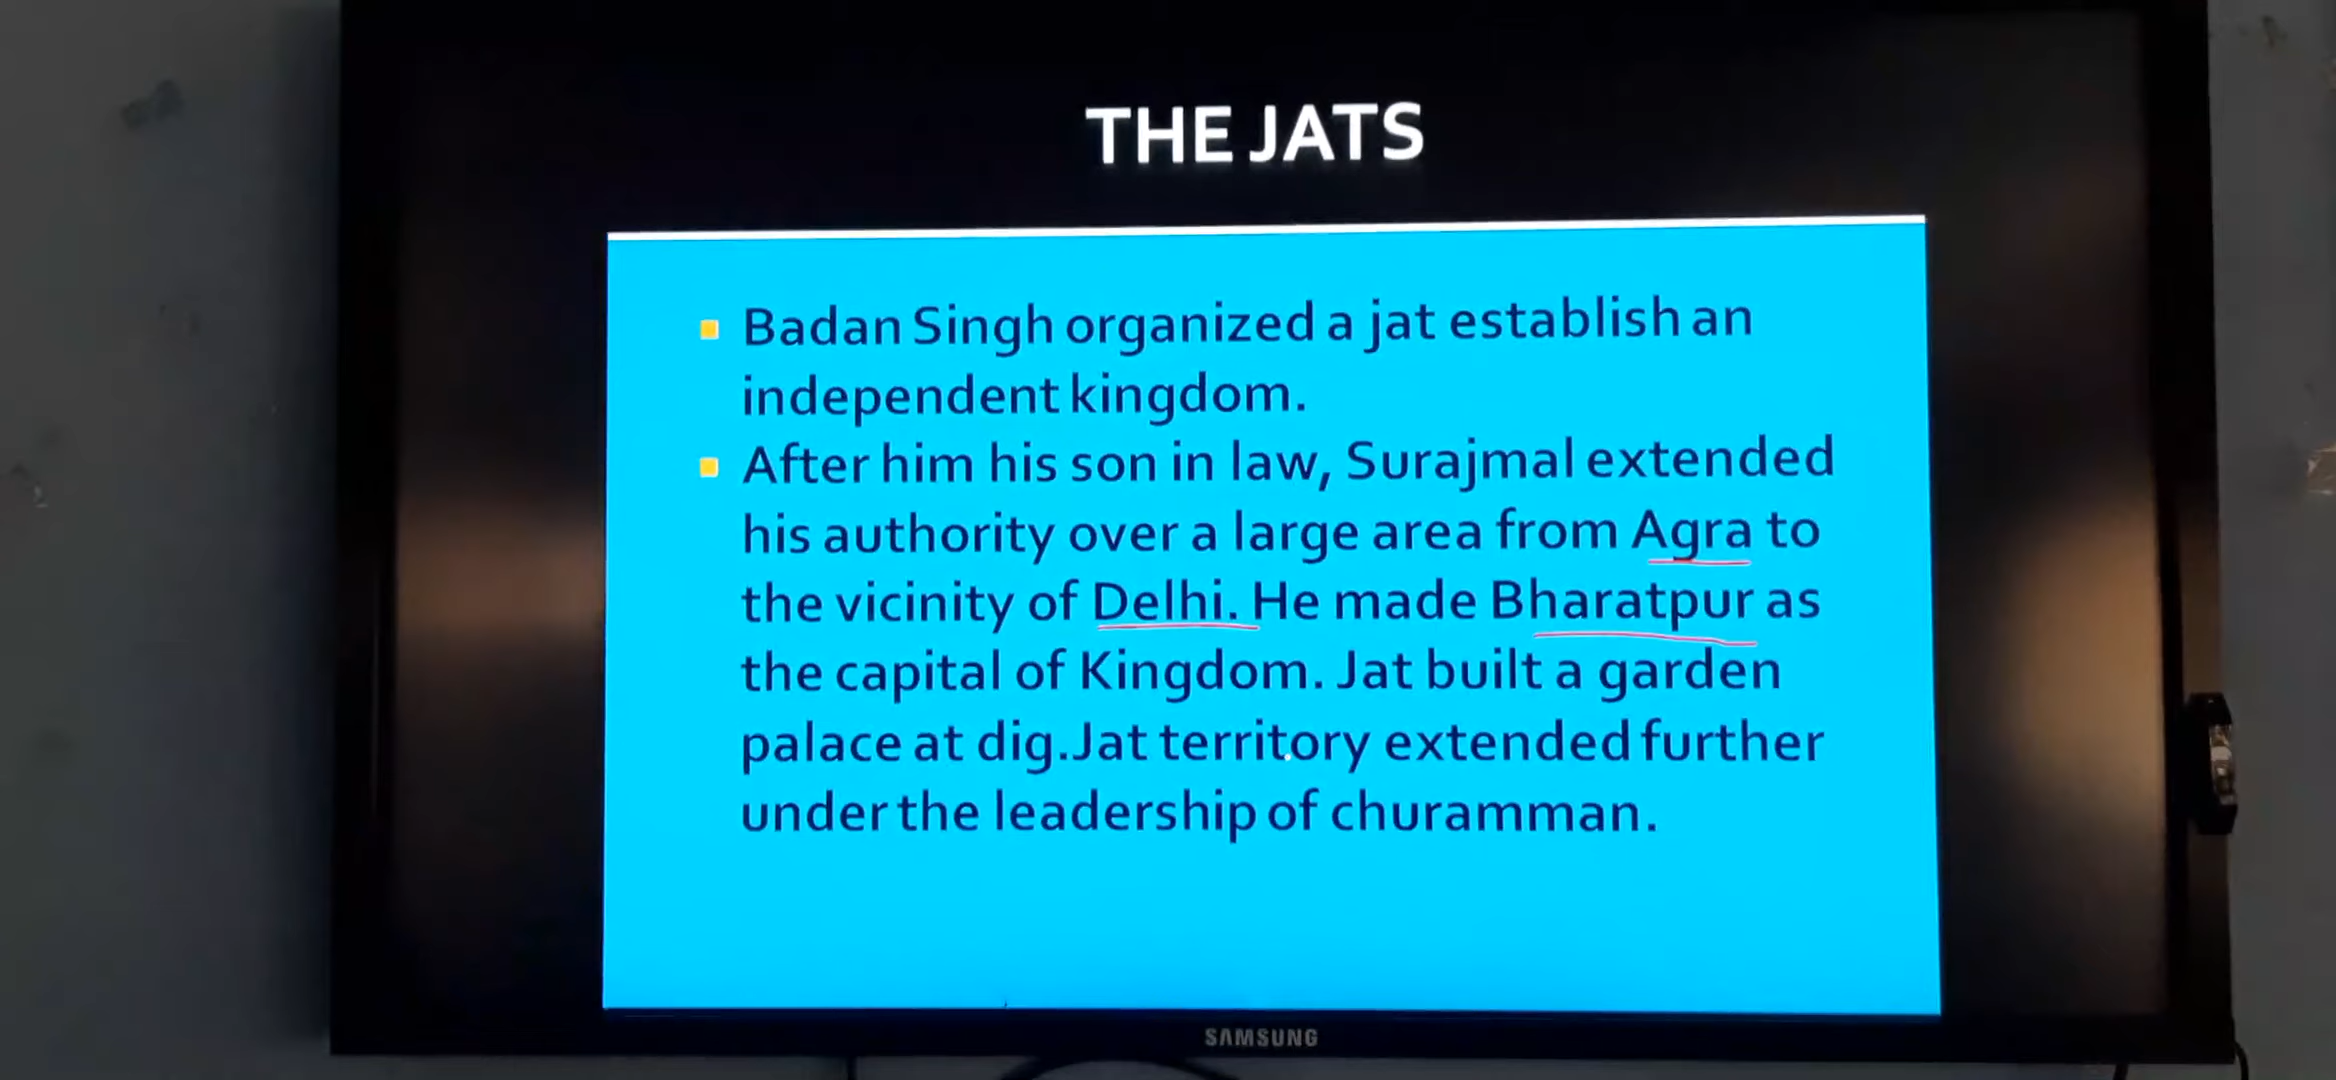 THE JATS
Badan Singh organized a jat establish an
independent kingdom.
After him his son in law, Surajmal extended
his authority over a large area from Agra to
the vicinity of Delhi. He made Bharatpur as
the capital of Kingdom. Jat built a garden
palace at dig.Jat territory extended further
under the leadership of churamman.
SAMSUNG